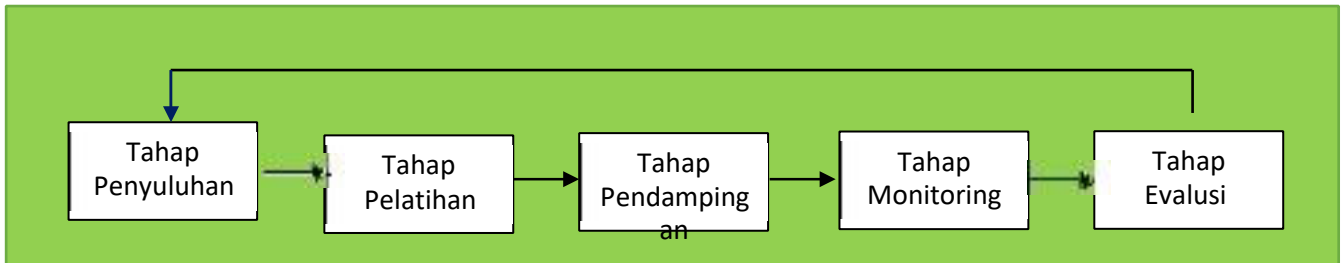 Tahap
Penyuluhan
Tahap
Pelatihan
Tahap
Pendamping
an
Tahap
Monitoring
Tahap
Evalusi